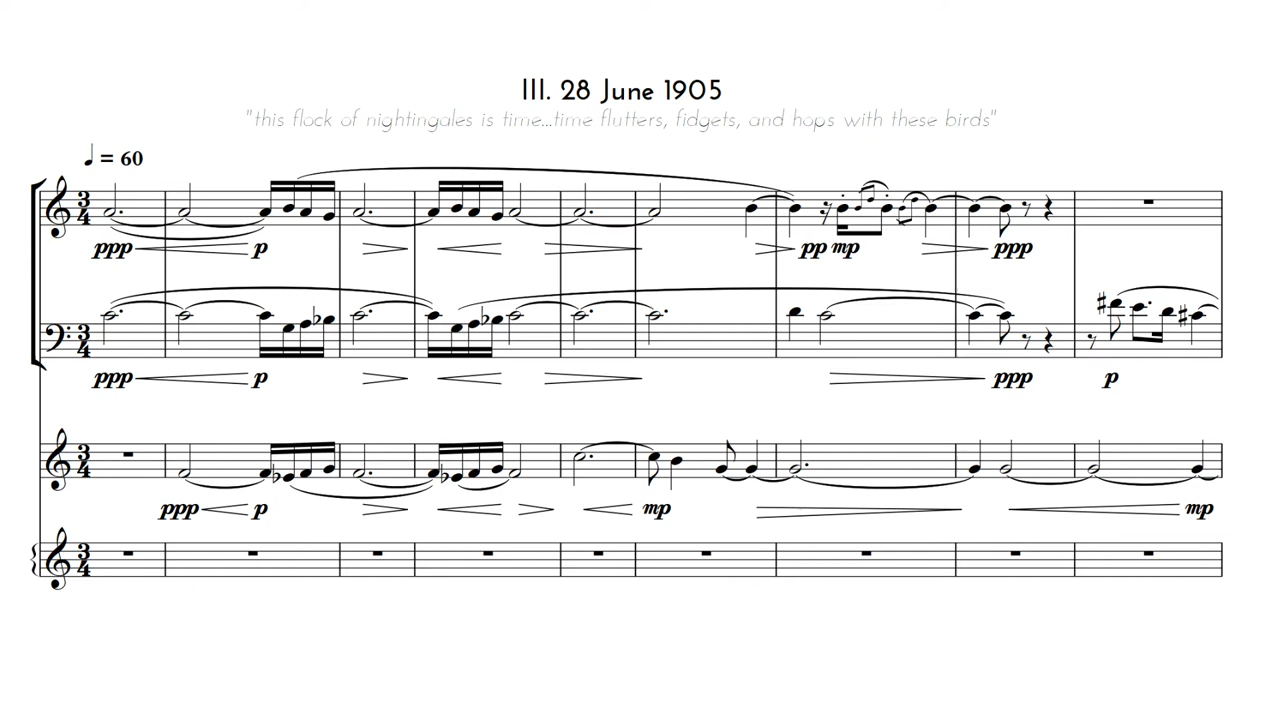 III. 28 June 1905
"this flock of nightingales is time...time flutters, fidgets, and hops with these birds"
♩ = 60
ppp p pp mp ppp
ppp p ppp p
ppp p mp mp